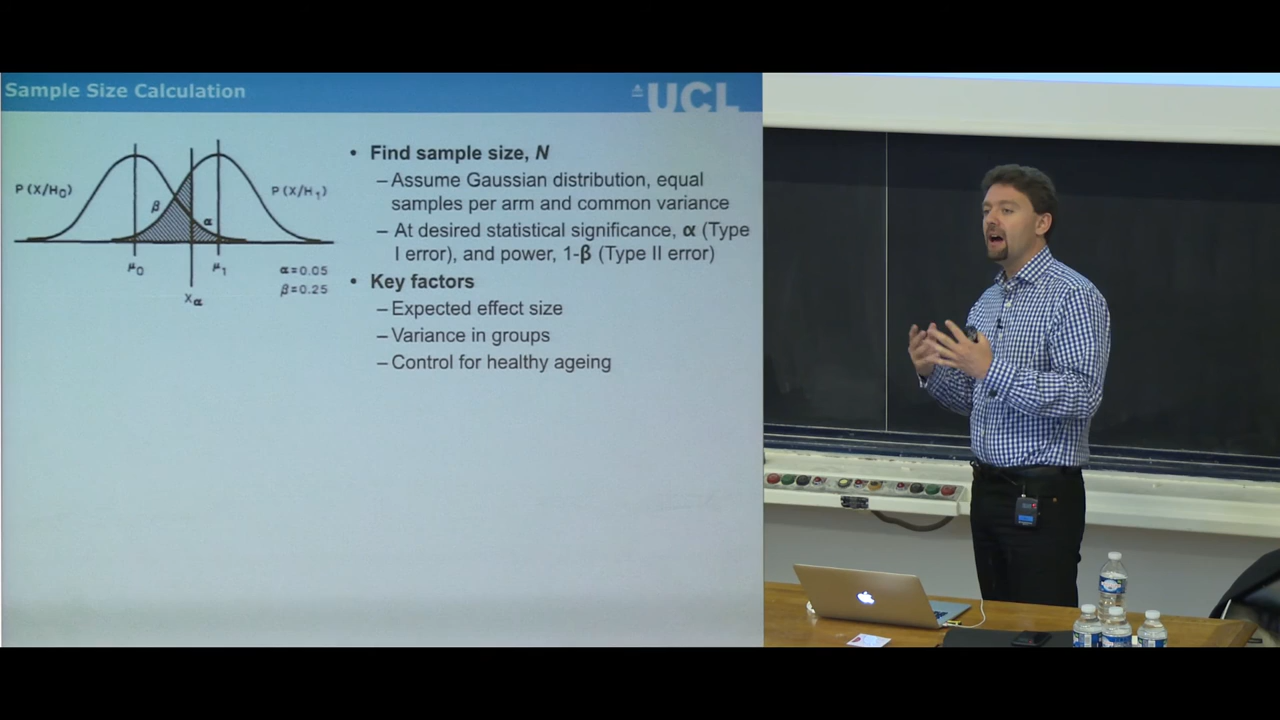 Sample Size Calculation
UCL
P(X/H0)
P(X/H1)
β
α
μ0
μ1
Xα
α=0.05
β=0.25
• Find sample size, N
– Assume Gaussian distribution, equal
samples per arm and common variance
– At desired statistical significance, α (Type
I error), and power, 1-β (Type II error)
• Key factors
– Expected effect size
– Variance in groups
– Control for healthy ageing